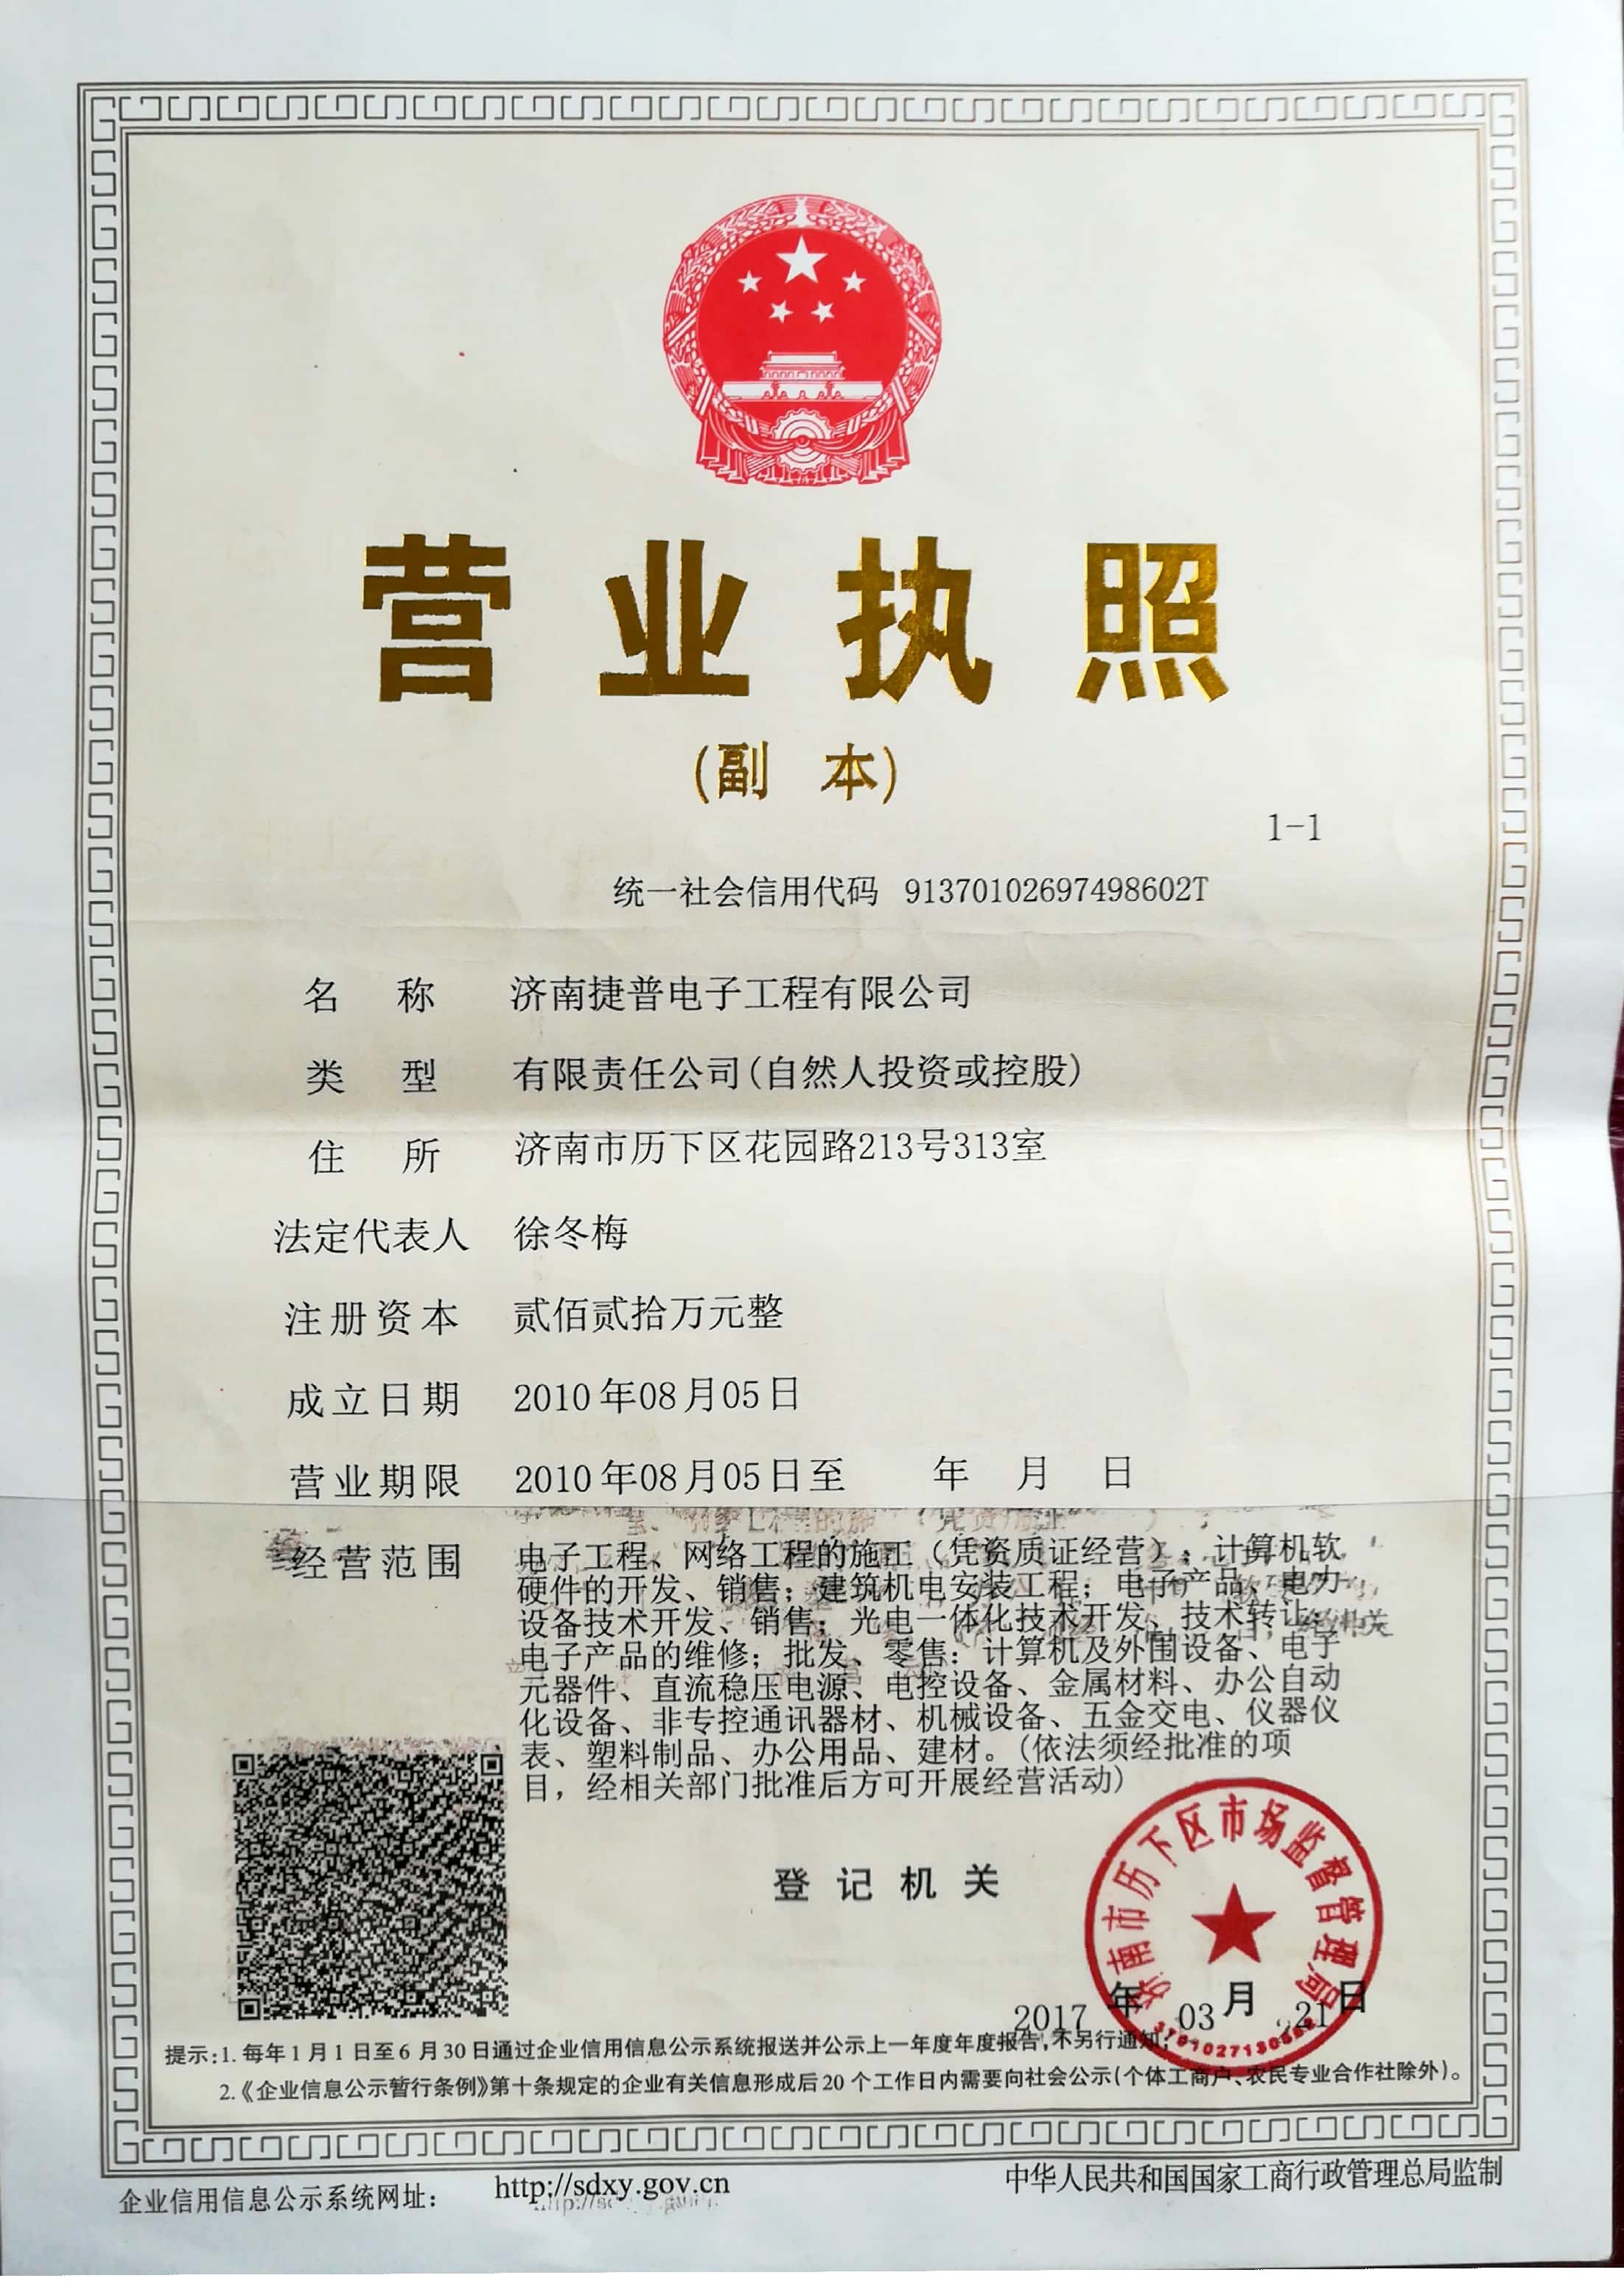 营业执照
(副 本)
1-1
统一社会信用代码 91370102697498602T
名称 济南捷普电子工程有限公司
类型 有限责任公司(自然人投资或控股)
住所 济南市历下区花园路213号313室
法定代表人 徐冬梅
注册资本 贰佰贰拾万元整
成立日期 2010年08月05日
营业期限 2010年08月05日至 年 月 日
经营范围 电子工程、网络工程的施工（凭资质证经营）；计算机软
硬件的开发、销售；建筑机电安装工程；电子产品、电力
设备技术开发、销售；光电一体化技术开发、技术转让；
电子产品的维修；批发、零售：计算机及外围设备、电子
元器件、直流稳压电源、电控设备、金属材料、办公自动
化设备、非专控通讯器材、机械设备、五金交电、仪器仪
表、塑料制品、办公用品、建材。(依法须经批准的项
目，经相关部门批准后方可开展经营活动)
登记机关
济南市历下区市场监督管理局
2017年03月21日
提示:1.每年1月1日至6月30日通过企业信用信息公示系统报送并公示上一年度年度报告,不另行通知;
2.《企业信息公示暂行条例》第十条规定的企业有关信息形成后20个工作日内需要向社会公示(个体工商户、农民专业合作社除外)。
企业信用信息公示系统网址： http://sdxy.gov.cn
中华人民共和国国家工商行政管理总局监制